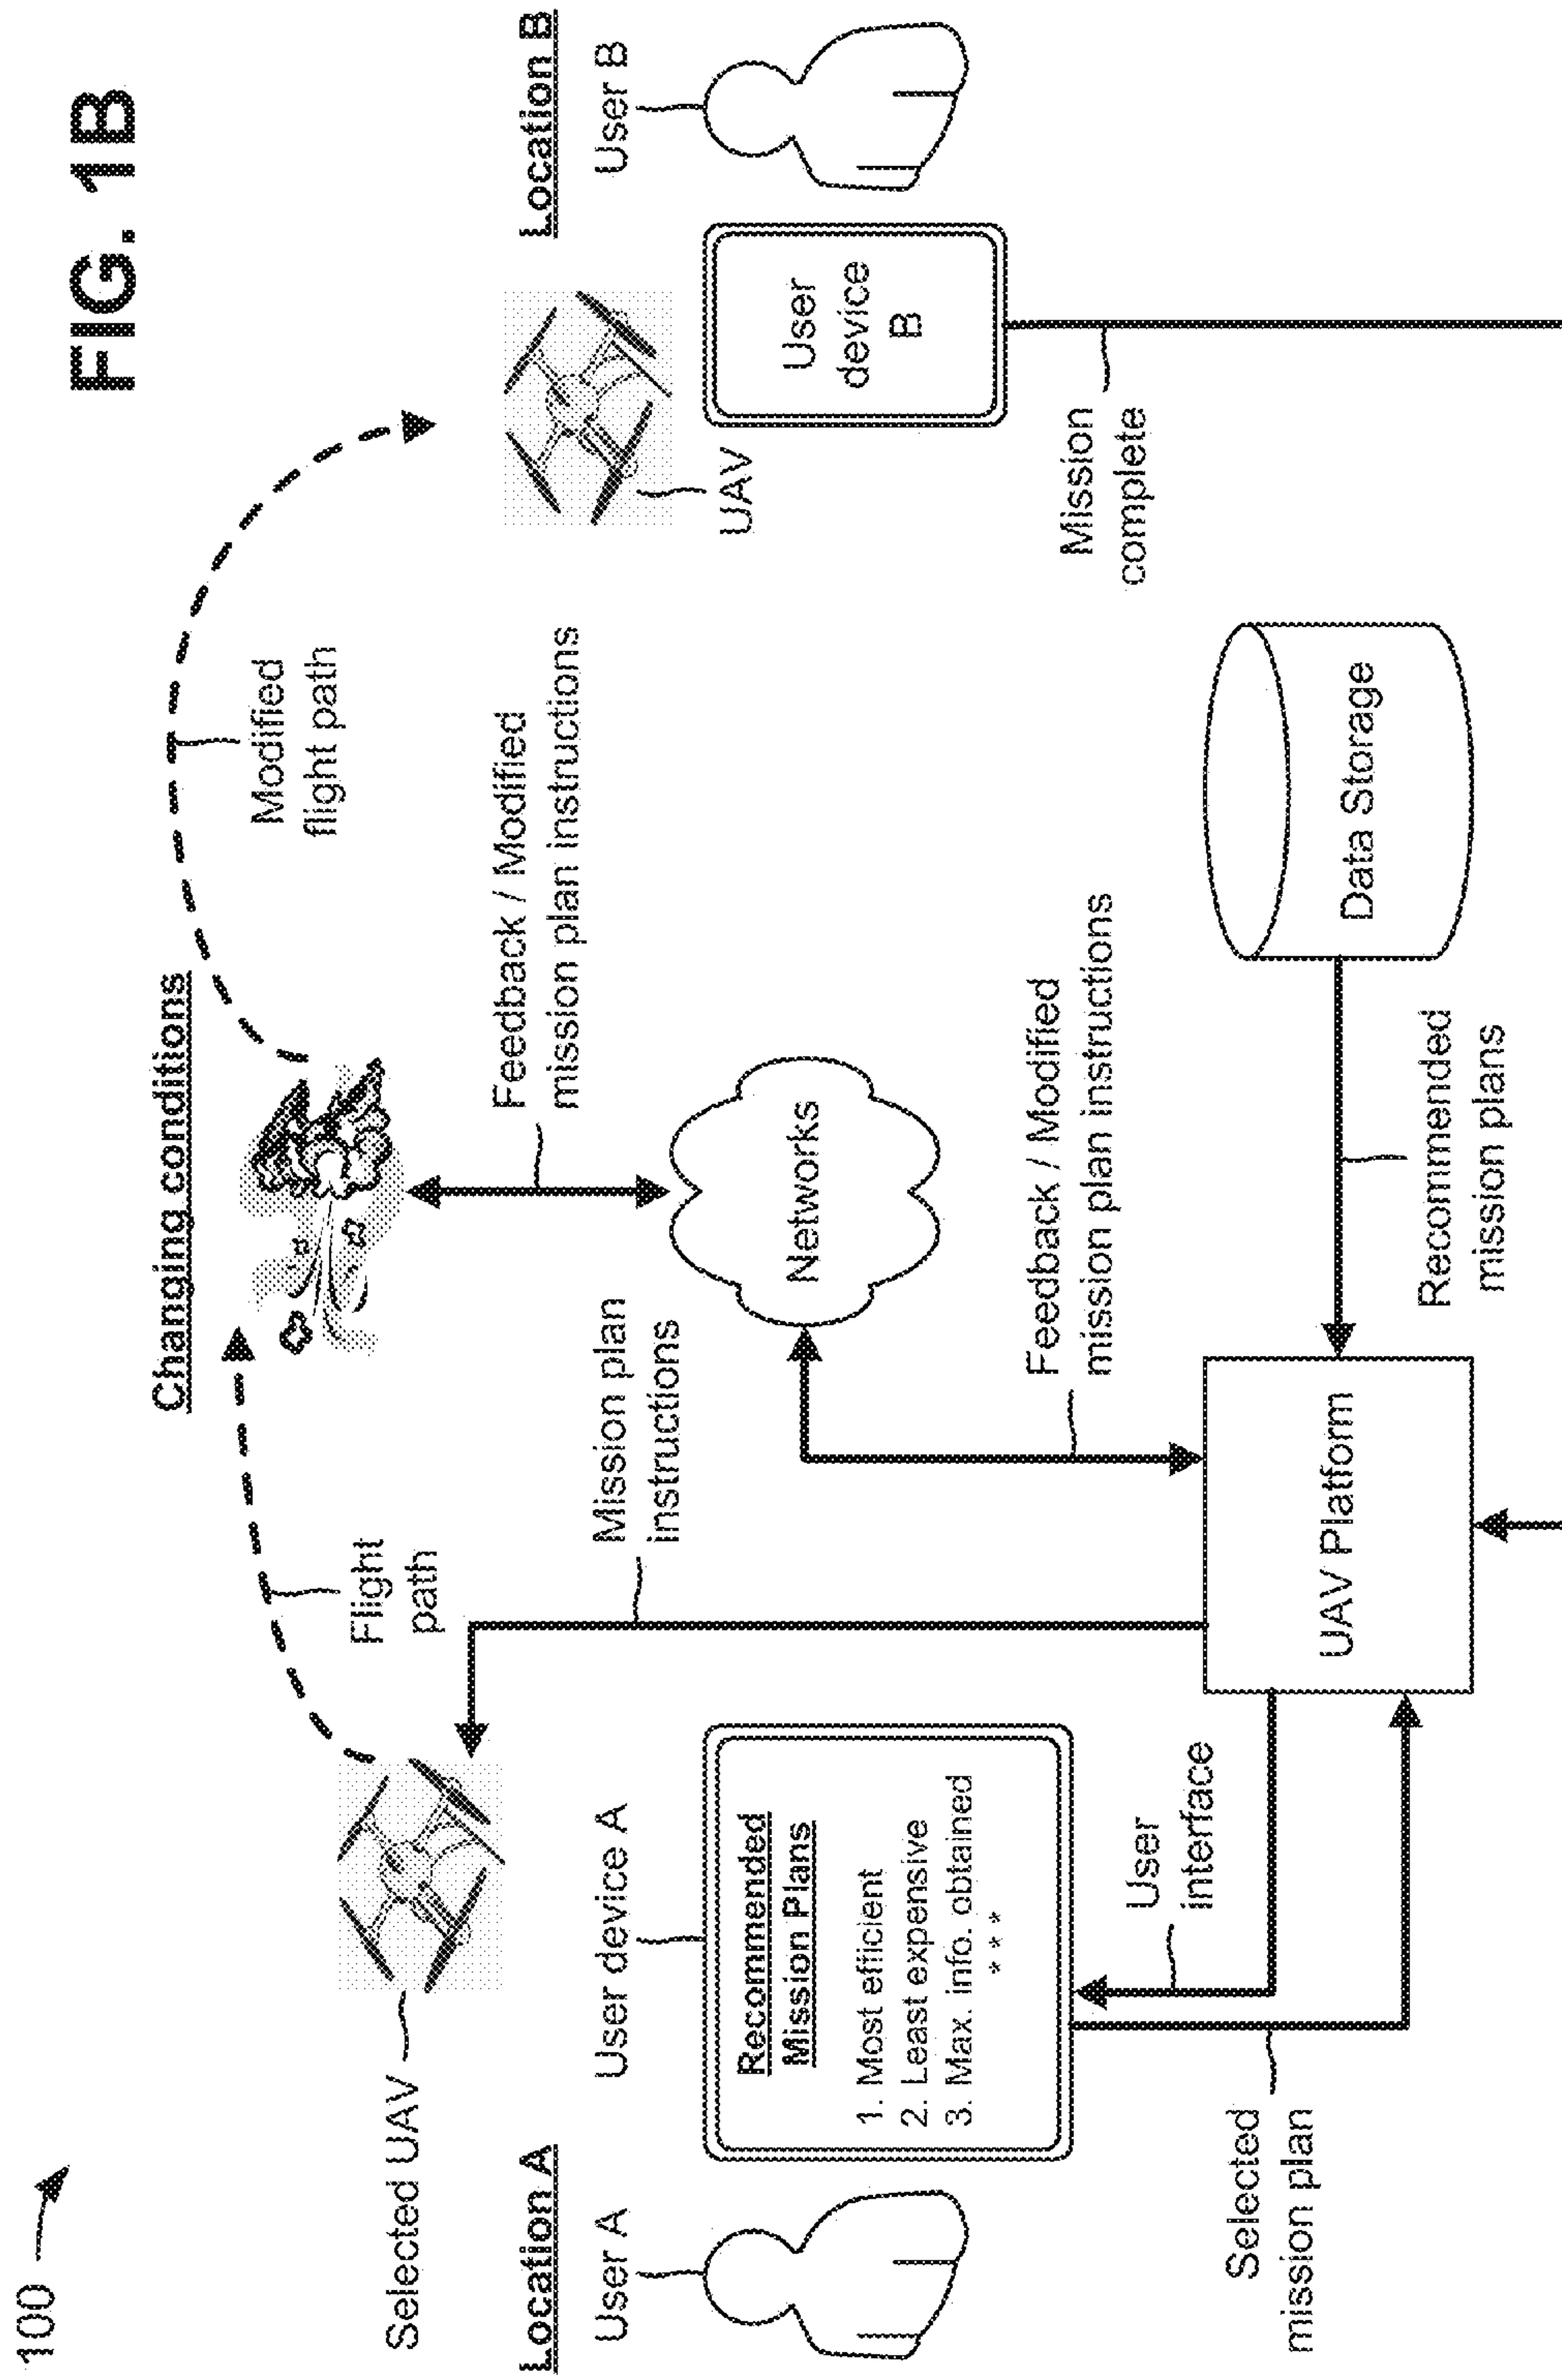 100
FIG. 1B
Changing conditions
Flight
path
Modified
flight path
Selected UAV
Location A
User A
User device A
Recommended
Mission Plans
1. Most efficient
2. Least expensive
3. Max. info. obtained
* * *
Mission plan
instructions
Feedback / Modified
mission plan instructions
Networks
UAV
Location B
User B
User
device
B
Feedback / Modified
mission plan instructions
Mission
complete
User
interface
Selected
mission plan
UAV Platform
Recommended
mission plans
Data Storage